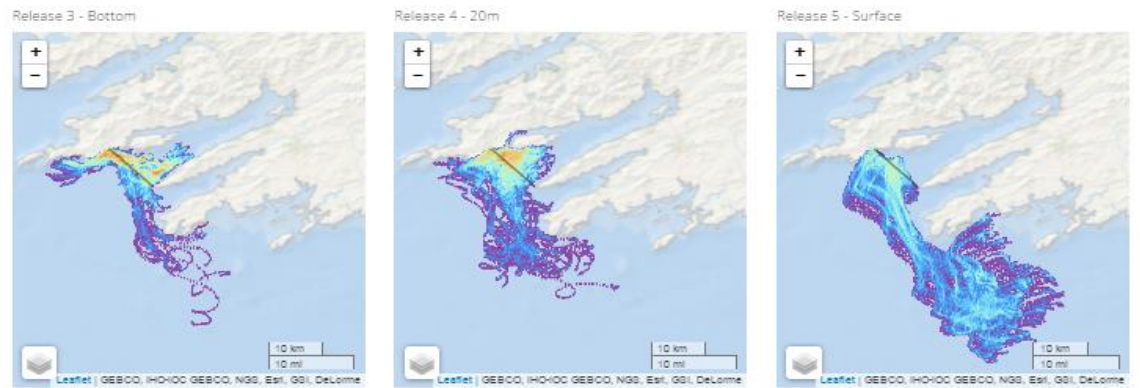 Release 3 - Bottom
Release 4 - 20m
Release 5 - Surface
+
−
+
−
+
−
10 km
10 mi
10 km
10 mi
10 km
10 mi
Leaflet | GEBCO, IHO-IOC GEBCO, NGS, Esri, GSI, DeLorme
Leaflet | GEBCO, IHO-IOC GEBCO, NGS, Esri, GSI, DeLorme
Leaflet | GEBCO, IHO-IOC GEBCO, NGS, Esri, GSI, DeLorme